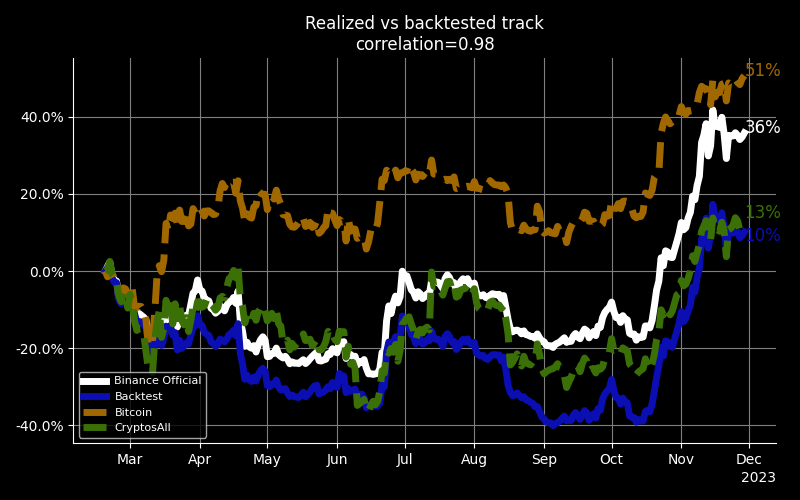 Realized vs backtested track
correlation=0.98
51%
36%
13%
10%
40.0%
20.0%
0.0%
-20.0%
-40.0%
Binance Official
Backtest
Bitcoin
CryptosAll
Mar Apr May Jun Jul Aug Sep Oct Nov Dec
2023